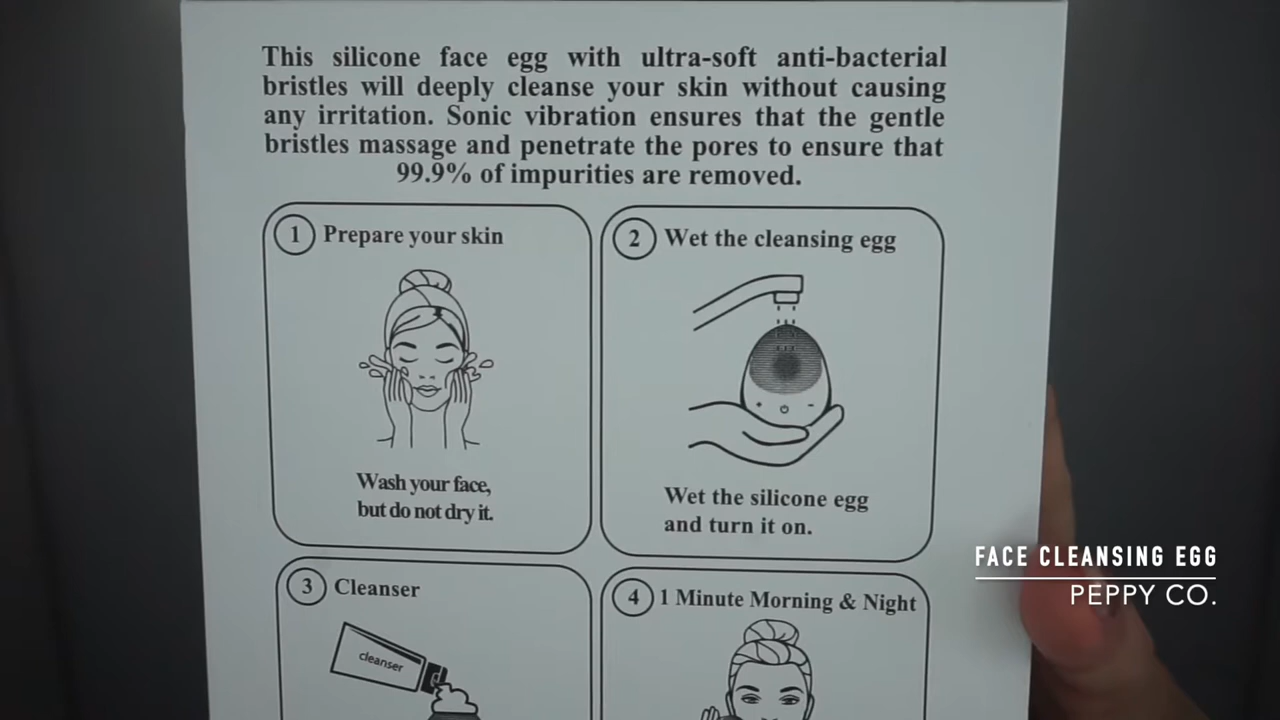 This silicone face egg with ultra-soft anti-bacterial
bristles will deeply cleanse your skin without causing
any irritation. Sonic vibration ensures that the gentle
bristles massage and penetrate the pores to ensure that
99.9% of impurities are removed.
1 Prepare your skin
Wash your face,
but do not dry it.
2 Wet the cleansing egg
Wet the silicone egg
and turn it on.
3 Cleanser
cleanser
4 1 Minute Morning & Night
FACE CLEANSING EGG
PEPPY CO.